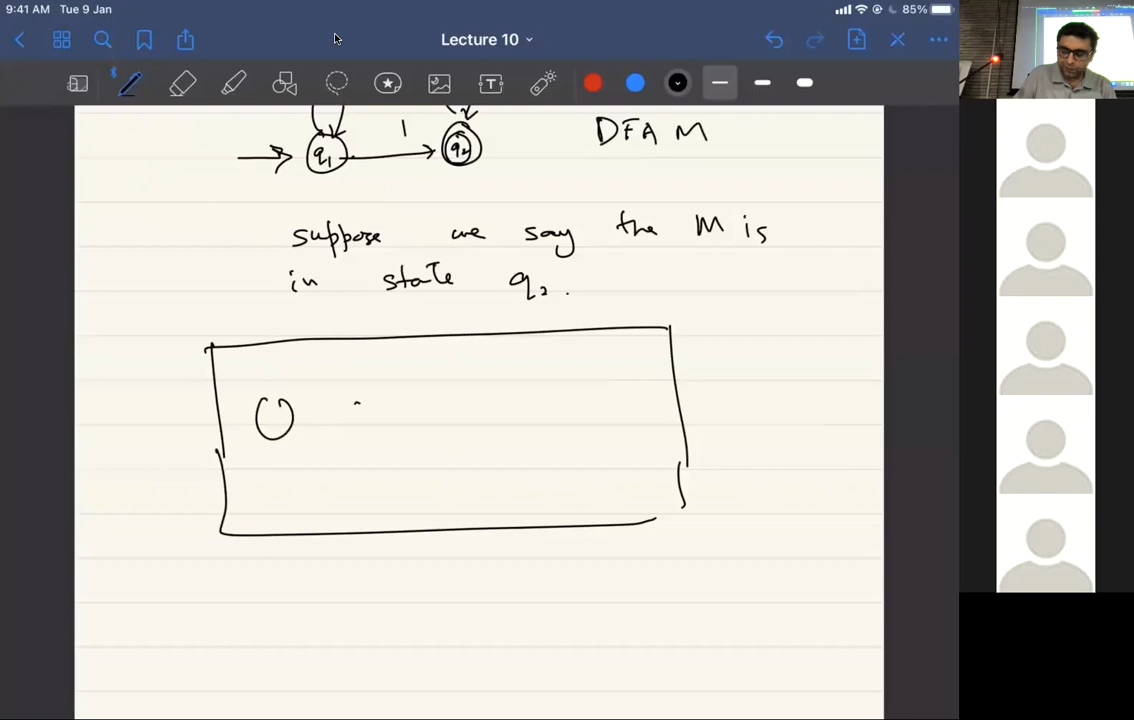 9:41 AM Tue 9 Jan
85%
Lecture 10
1
DFA M
q1
q2
suppose we say the M is
in state q2.